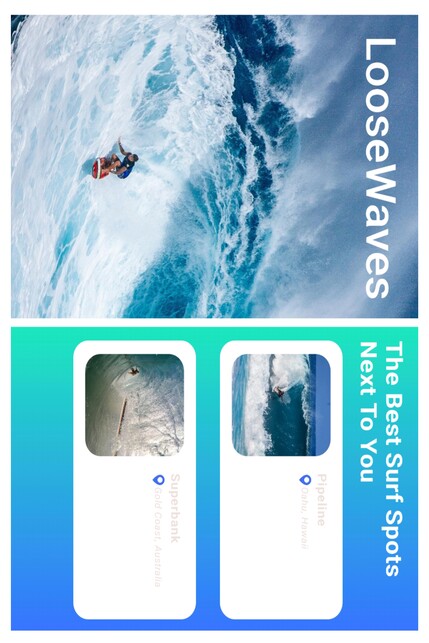 LooseWaves
The Best Surf Spots
Next To You
Pipeline
Oahu, Hawaii
Superbank
Gold Coast, Australia